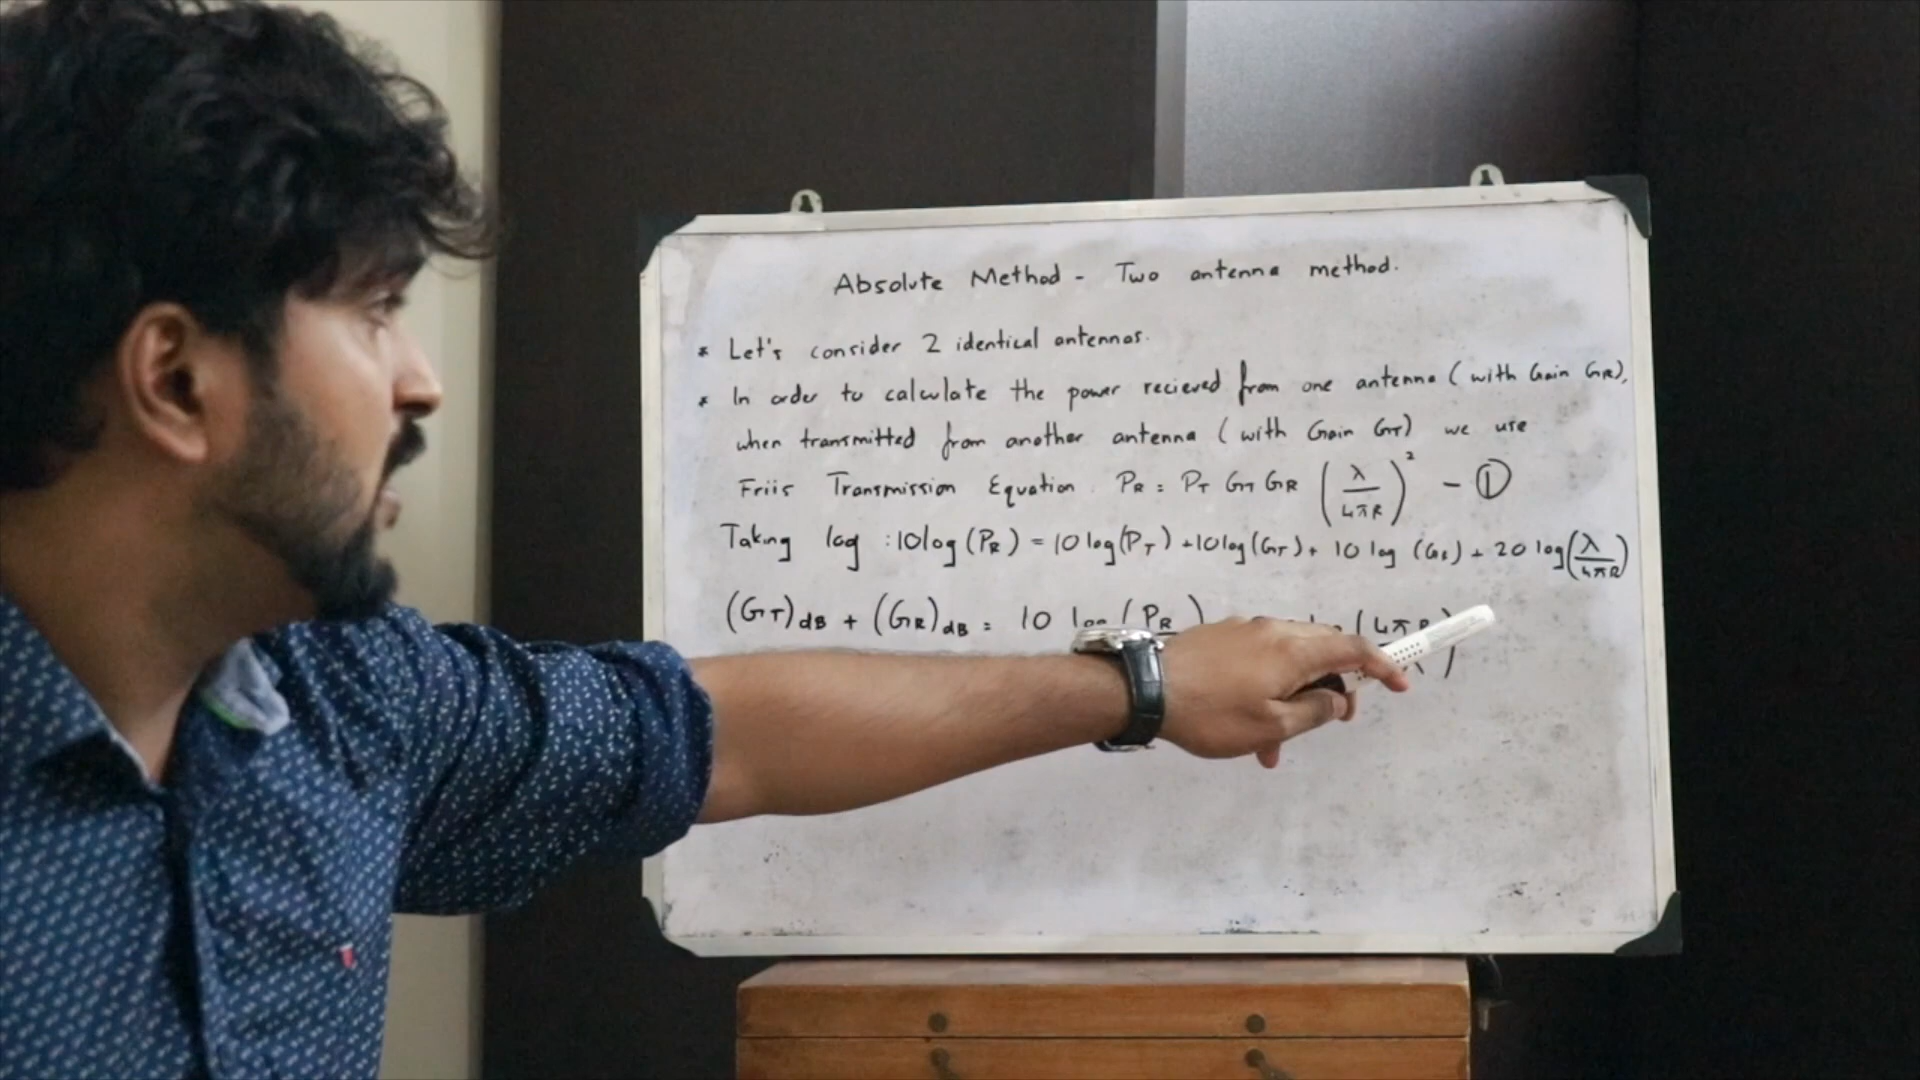 Absolute Method - Two antenna method.
* Let's consider 2 identical antennas.
* In order to calculate the power recieved from one antenna (with Gain GR),
when transmitted from another antenna (with Gain GT) we use
Friis Transmission Equation. PR = PT GT GR (λ/4πR)² - ①
Taking log : 10log(PR) = 10log(PT) + 10log(GT) + 10 log (GR) + 20 log(λ/4πR)
(GT)dB + (GR)dB = 10 log (PR ) (4πR )